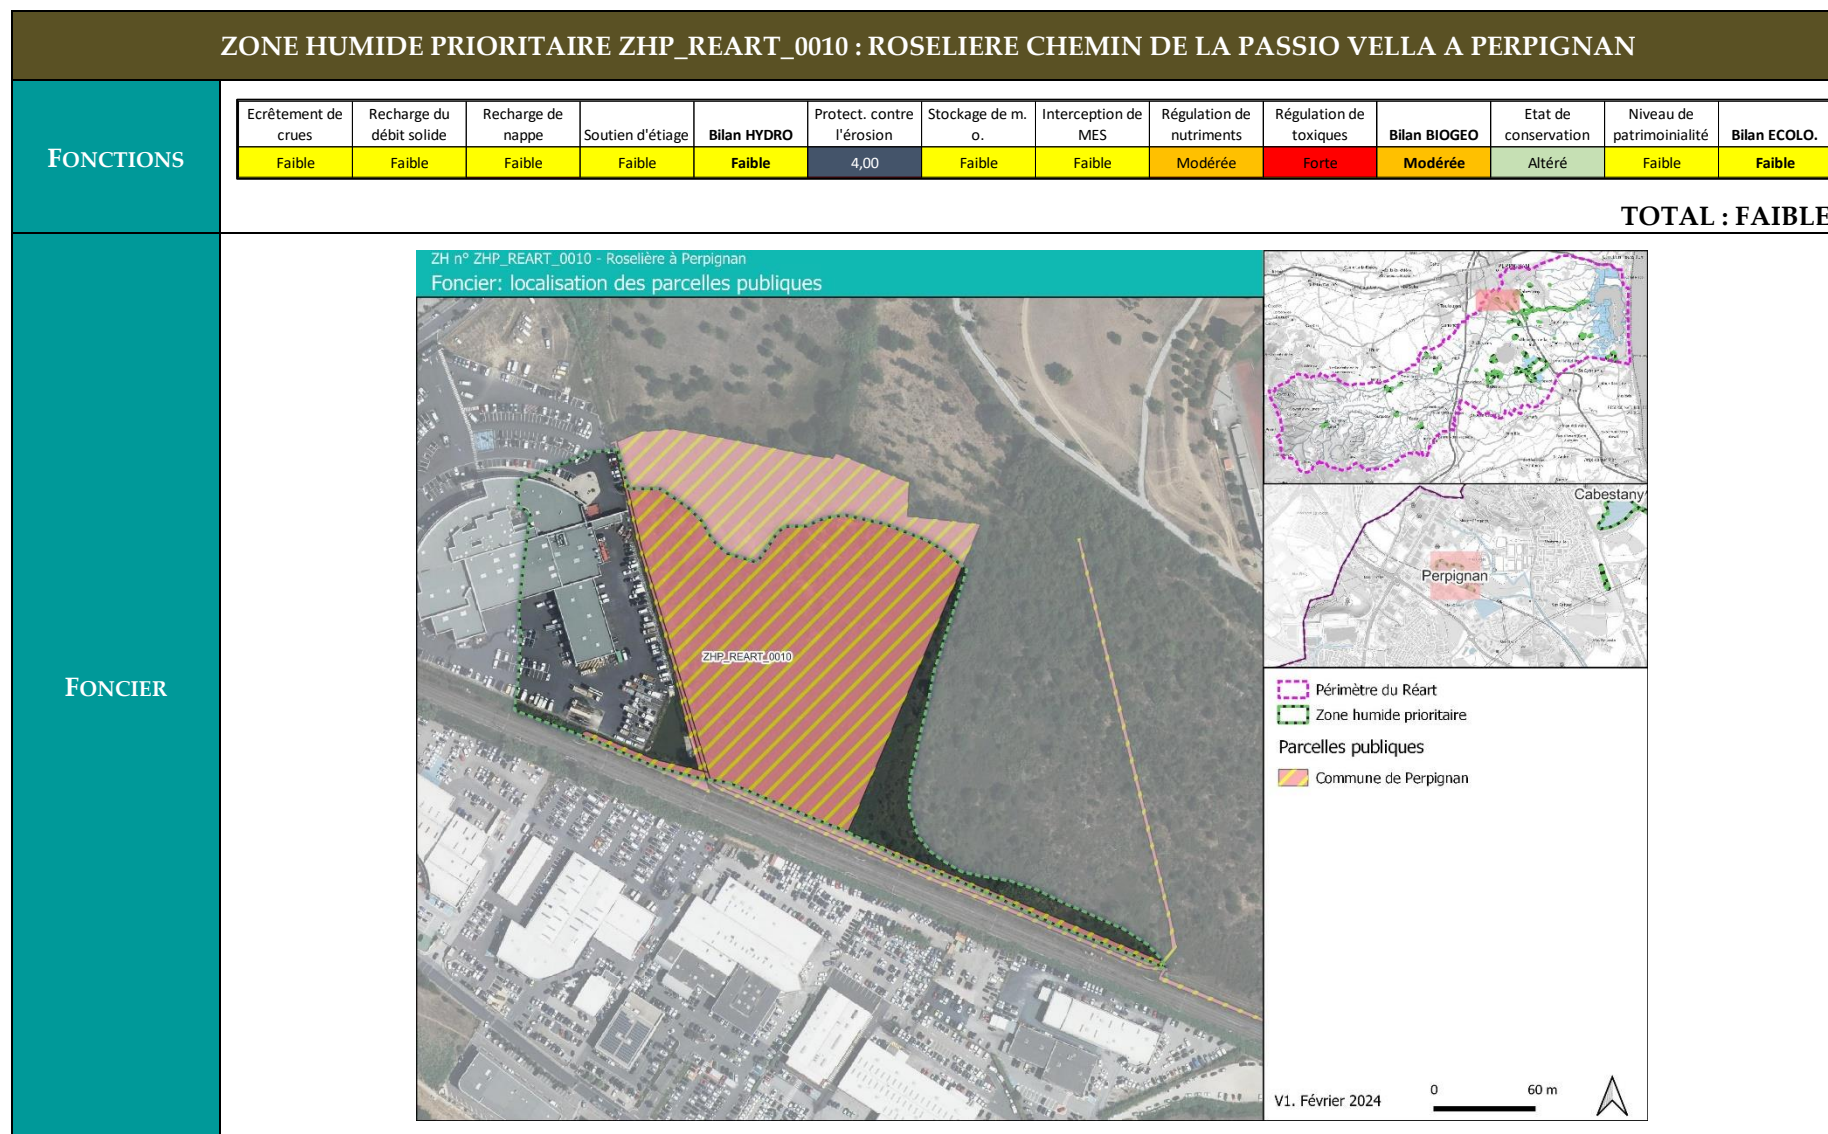 ZONE HUMIDE PRIORITAIRE ZHP_REART_0010 : ROSELIERE CHEMIN DE LA PASSIO VELLA A PERPIGNAN
FONCTIONS
Ecrêtement de crues
Recharge du débit solide
Recharge de nappe
Soutien d'étiage
Bilan HYDRO
Protect. contre l'érosion
Stockage de m. o.
Interception de MES
Régulation de nutriments
Régulation de toxiques
Bilan BIOGEO
Etat de conservation
Niveau de patrimoinialité
Bilan ECOLO.
Faible
Faible
Faible
Faible
Faible
4,00
Faible
Faible
Modérée
Forte
Modérée
Altéré
Faible
Faible
TOTAL : FAIBLE
FONCIER
ZH n° ZHP_REART_0010 - Roselière à Perpignan
Foncier: localisation des parcelles publiques
ZHP_REART_0010
Cabestany
Perpignan
Périmètre du Réart
Zone humide prioritaire
Parcelles publiques
Commune de Perpignan
V1. Février 2024
0
60 m